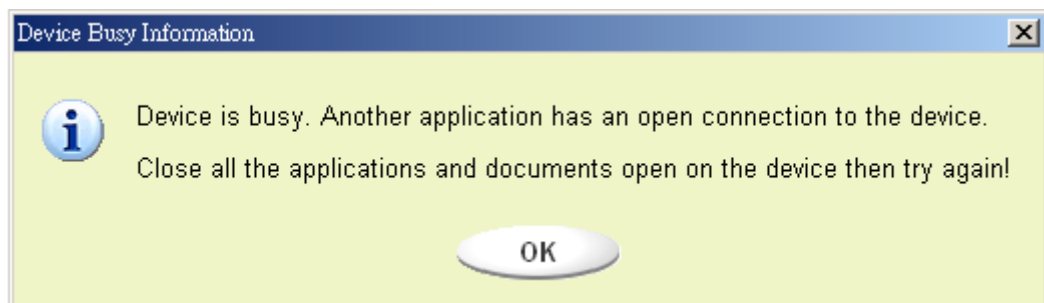 Device Busy Information
Device is busy. Another application has an open connection to the device.
Close all the applications and documents open on the device then try again!
OK